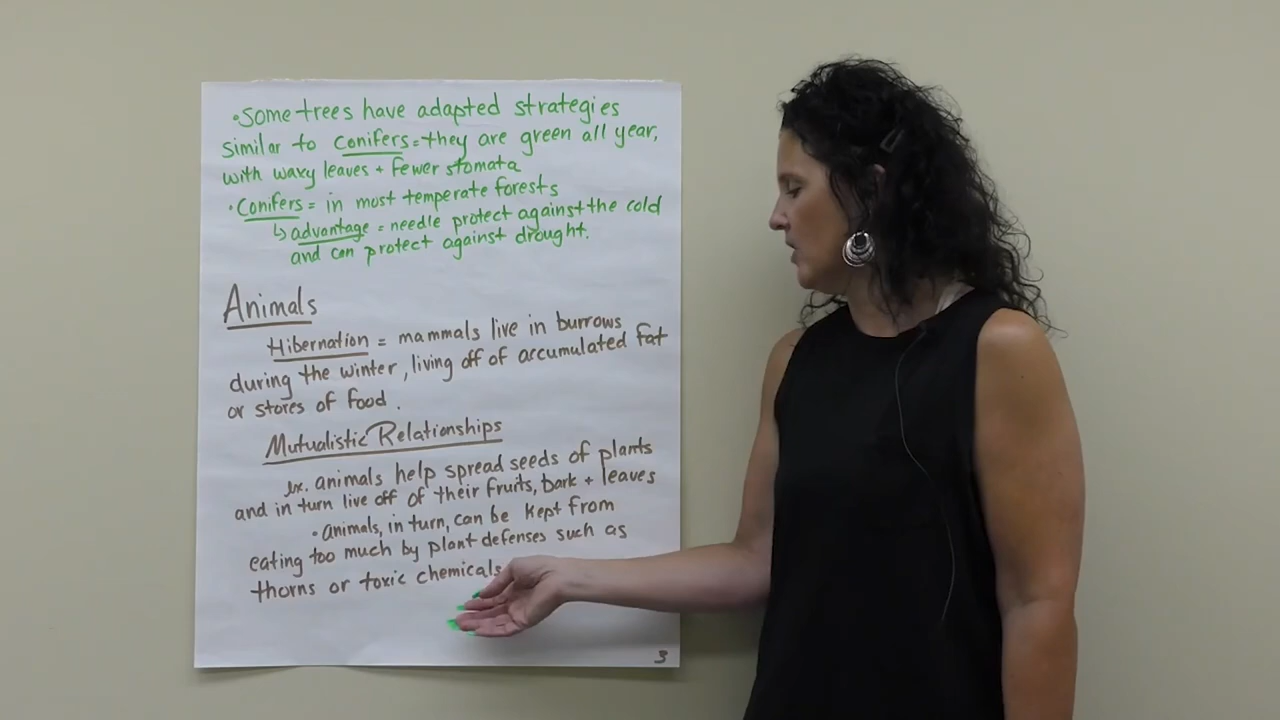 • Some trees have adapted strategies
similar to Conifers = they are green all year,
with waxy leaves + fewer stomata
• Conifers = in most temperate forests
↳ advantage = needle protect against the cold
and can protect against drought.
Animals
Hibernation = mammals live in burrows
during the winter, living off of accumulated fat
or stores of food.
Mutualistic Relationships
ex. animals help spread seeds of plants
and in turn live off of their fruits, bark + leaves
• animals, in turn, can be kept from
eating too much by plant defenses such as
thorns or toxic chemicals
3